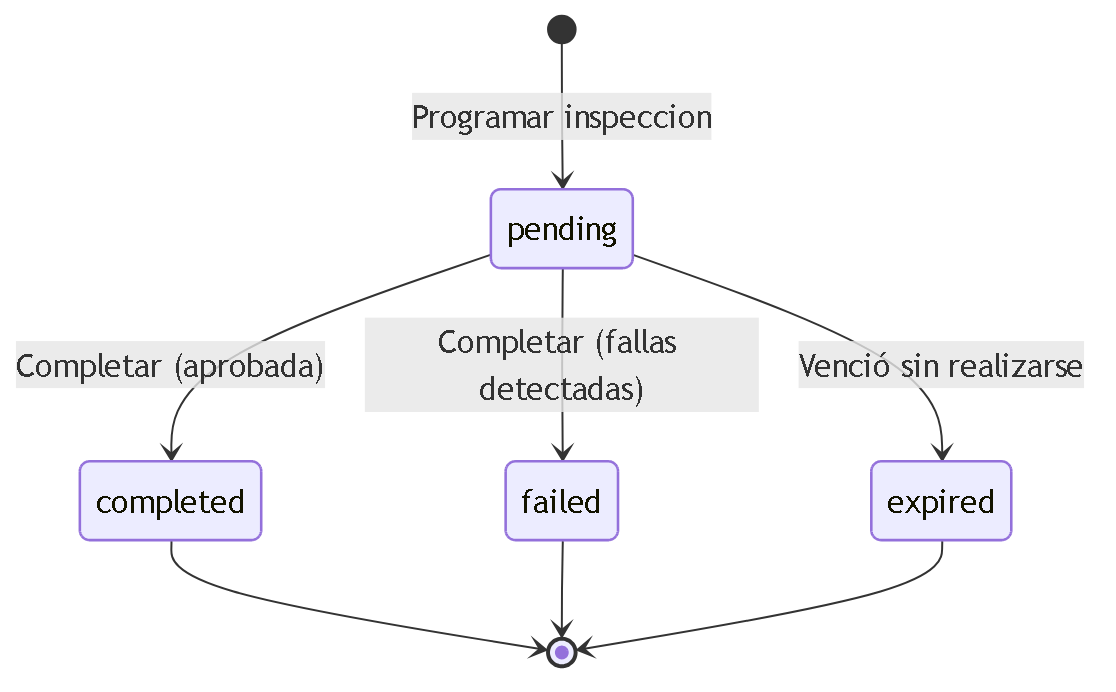 Programar inspeccion
pending
Completar (aprobada)
Completar (fallas
detectadas)
Venció sin realizarse
completed
failed
expired